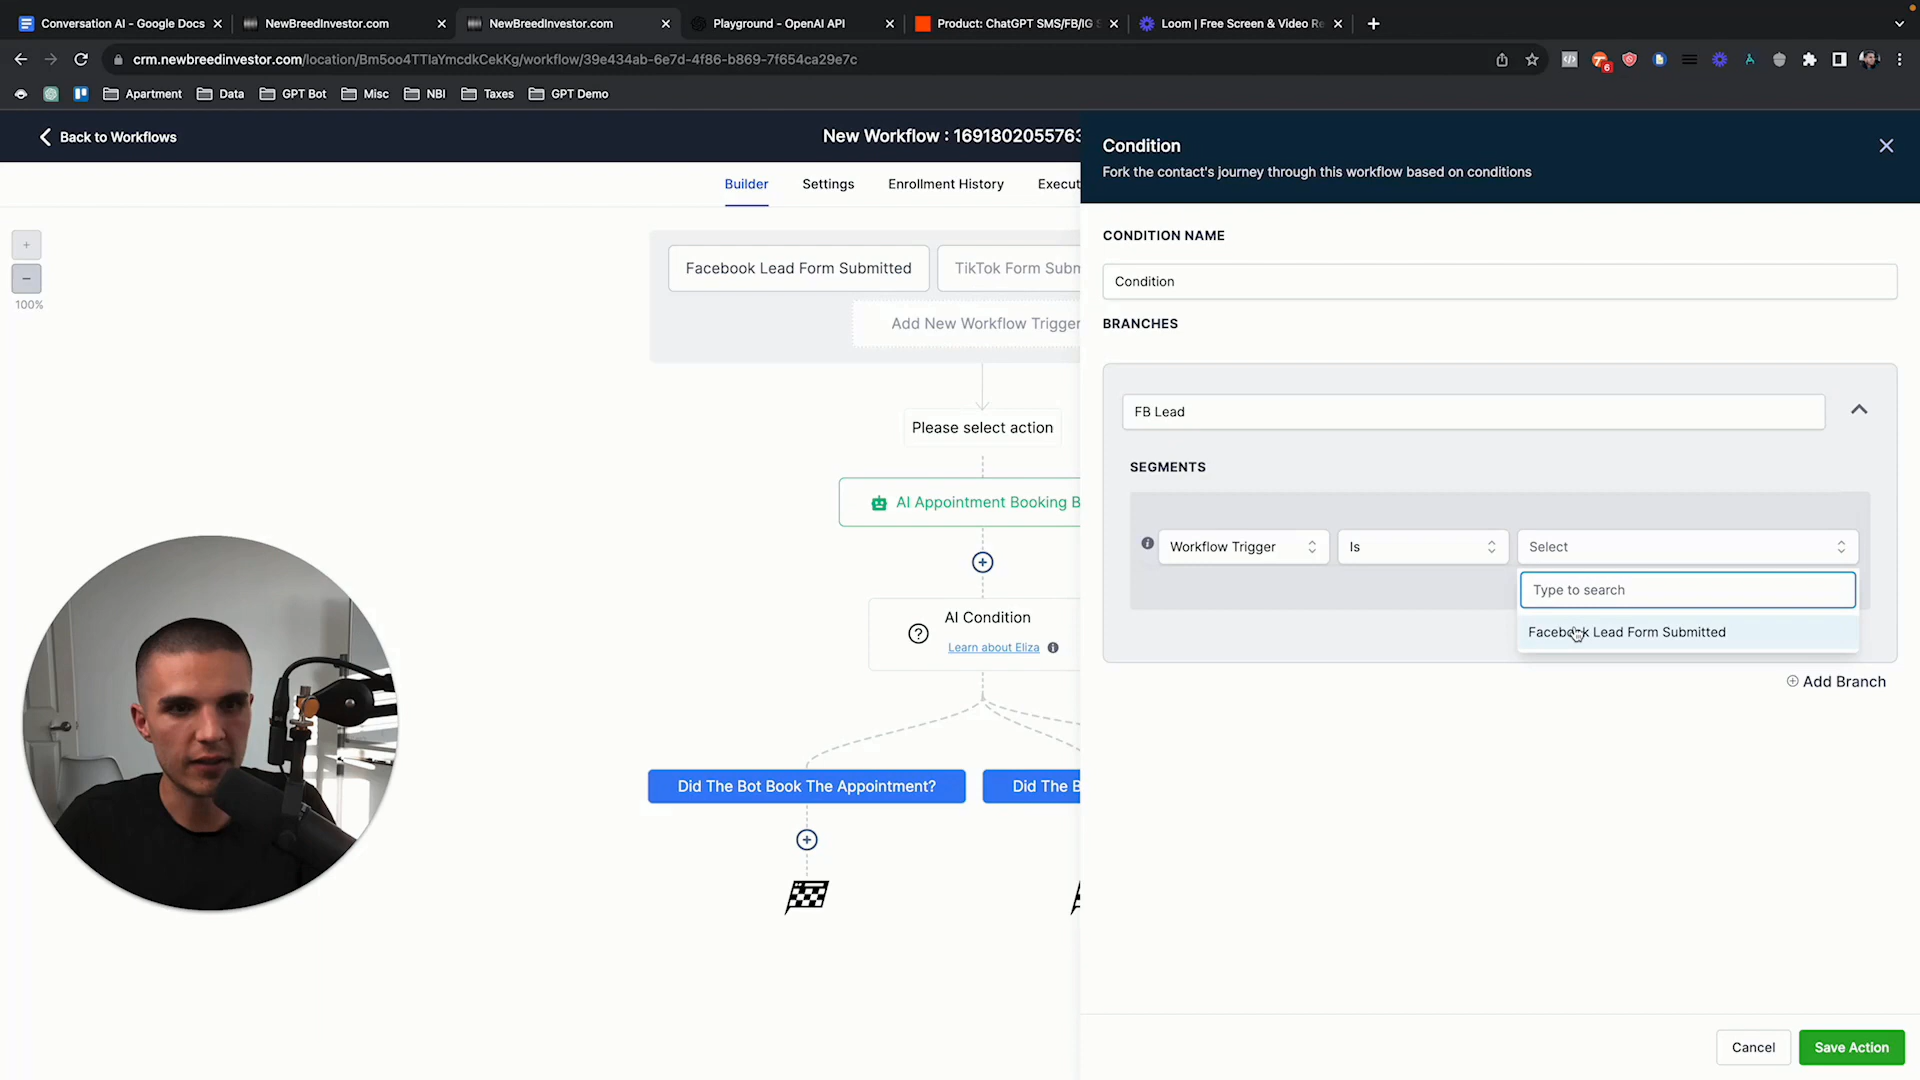 Conversation AI - Google Docs
NewBreedInvestor.com
NewBreedInvestor.com
Playground - OpenAI API
Product: ChatGPT SMS/FB/IG S
Loom | Free Screen & Video Re
crm.newbreedinvestor.com/location/Bm5oo4TTIaYmcdkCekKg/workflow/39e434ab-6e7d-4f86-b869-7f654ca29e7c
6
Apartment
Data
GPT Bot
Misc
NBI
Taxes
GPT Demo
Back to Workflows
New Workflow : 1691802055763
Builder
Settings
Enrollment History
Execut
+
−
100%
Facebook Lead Form Submitted
TikTok Form Subm
Add New Workflow Trigger
Please select action
AI Appointment Booking B
AI Condition
Learn about Eliza
Did The Bot Book The Appointment?
Did The B
Condition
Fork the contact's journey through this workflow based on conditions
CONDITION NAME
Condition
BRANCHES
FB Lead
SEGMENTS
Workflow Trigger
Is
Select
Type to search
Facebook Lead Form Submitted
Add Branch
Cancel
Save Action